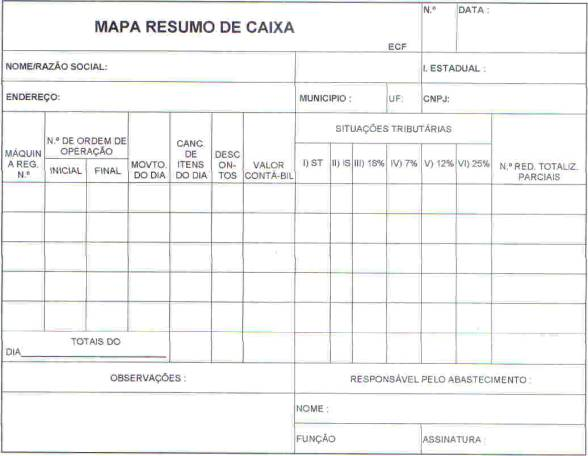 MAPA RESUMO DE CAIXA
ECF
N.º
DATA :
NOME/RAZÃO SOCIAL:
I. ESTADUAL :
ENDEREÇO:
MUNICIPIO :
UF:
CNPJ:
MÁQUIN
A REG.
N.º
N.º DE ORDEM DE
OPERAÇÃO
INICIAL
FINAL
MOVTO.
DO DIA
CANC.
DE
ITENS
DO DIA
DESC
ON-
TOS
VALOR
CONTÁ-BIL
SITUAÇÕES TRIBUTÁRIAS
I) ST
II) IS
III) 18%
IV) 7%
V) 12%
VI) 25%
N.º RED. TOTALIZ.
PARCIAIS
TOTAIS DO
DIA
OBSERVAÇÕES :
RESPONSÁVEL PELO ABASTECIMENTO :
NOME :
FUNÇÃO
ASSINATURA :